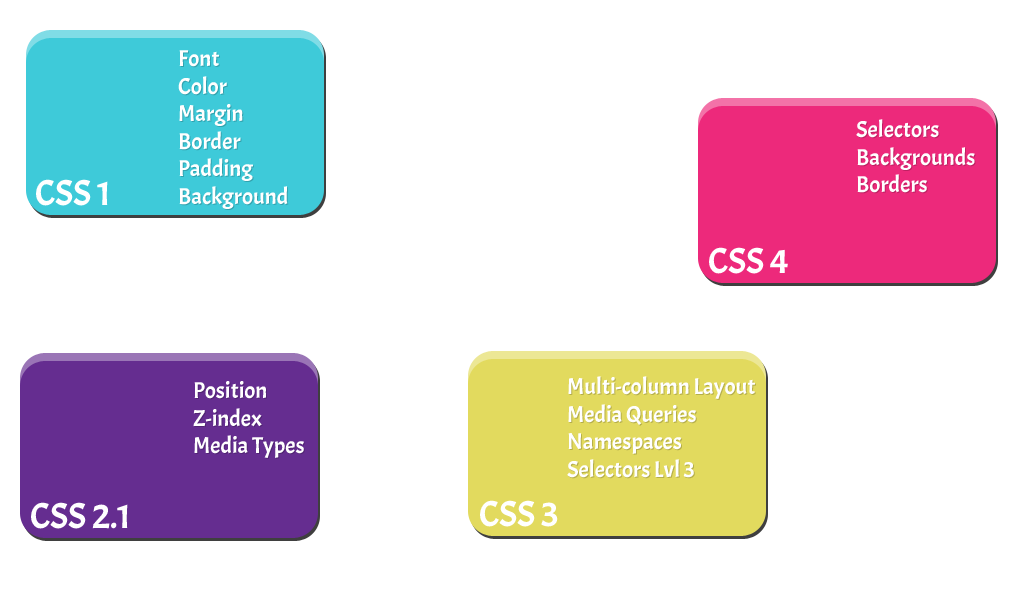 Font
Color
Margin
Border
Padding
Background
CSS 1
Selectors
Backgrounds
Borders
CSS 4
Position
Z-index
Media Types
CSS 2.1
Multi-column Layout
Media Queries
Namespaces
Selectors Lvl 3
CSS 3